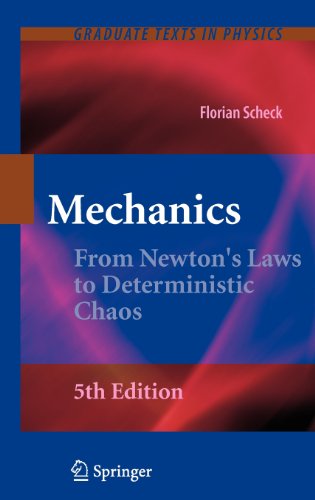 GRADUATE TEXTS IN PHYSICS
Florian Scheck
Mechanics
From Newton's Laws
to Deterministic
Chaos
5th Edition
Springer